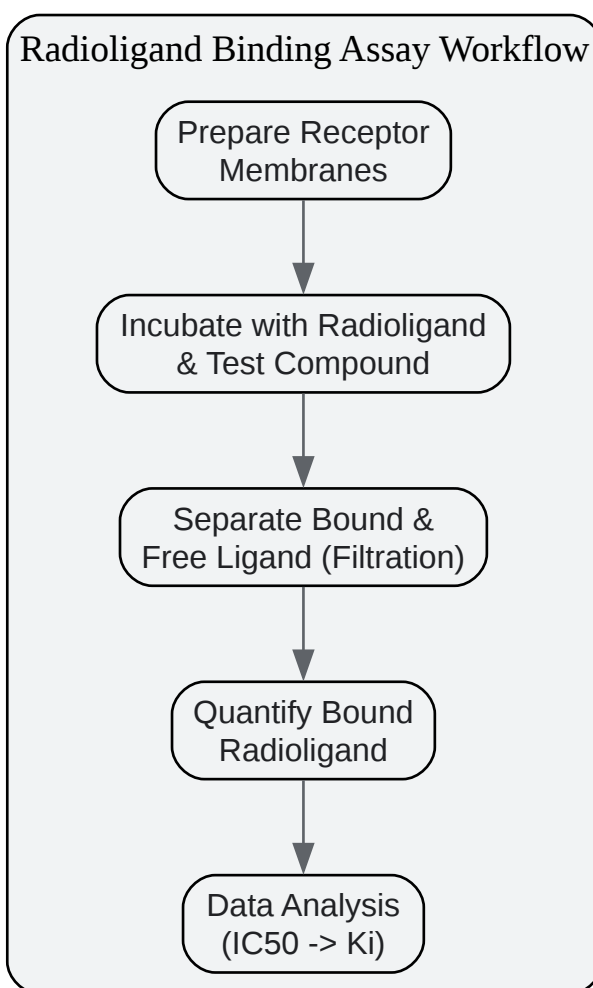 Radioligand Binding Assay Workflow
Prepare Receptor
Membranes
Incubate with Radioligand
& Test Compound
Separate Bound &
Free Ligand (Filtration)
Quantify Bound
Radioligand
Data Analysis
(IC50 -> Ki)